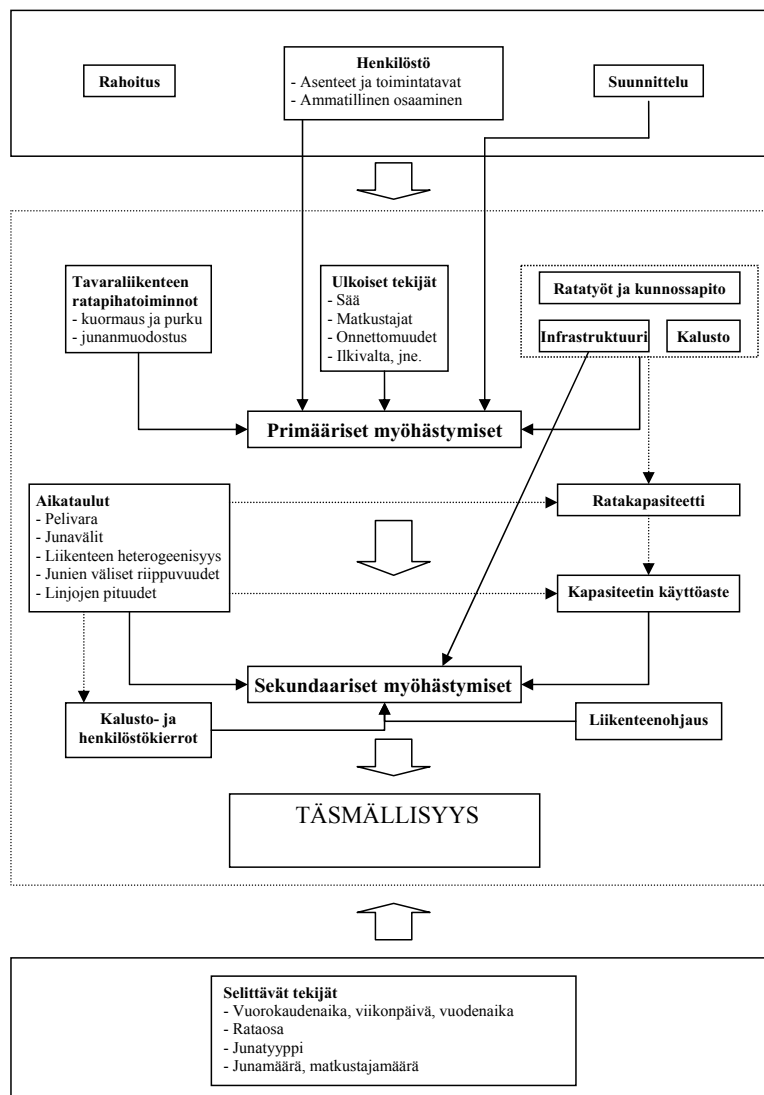 Rahoitus
Henkilöstö
- Asenteet ja toimintatavat
- Ammatillinen osaaminen
Suunnittelu
Tavaraliikenteen
ratapihatoiminnot
- kuormaus ja purku
- junanmuodostus
Ulkoiset tekijät
- Sää
- Matkustajat
- Onnettomuudet
- Ilkivalta, jne.
Ratatyöt ja kunnossapito
Infrastruktuuri
Kalusto
Primääriset myöhästymiset
Aikataulut
- Pelivara
- Junavälit
- Liikenteen heterogeenisyys
- Junien väliset riippuvuudet
- Linjojen pituudet
Ratakapasiteetti
Kapasiteetin käyttöaste
Sekundaariset myöhästymiset
Kalusto- ja
henkilöstökierrot
Liikenteenohjaus
TÄSMÄLLISYYS
Selittävät tekijät
- Vuorokaudenaika, viikonpäivä, vuodenaika
- Rataosa
- Junatyyppi
- Junamäärä, matkustajamäärä